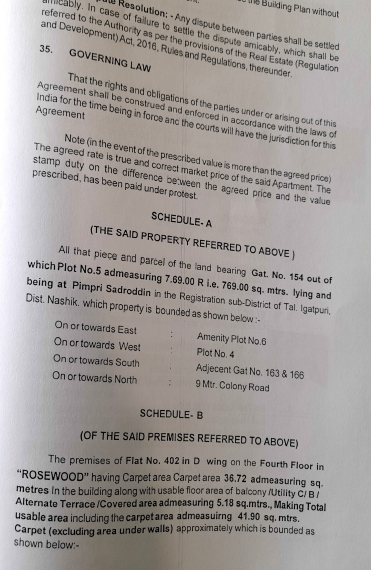 the Building Plan without
Resolution: - Any dispute between parties shall be settled
amicably. In case of failure to settle the dispute amicably, which shall be
referred to the Authority as per the provisions of the Real Estate (Regulation
and Development) Act, 2016, Rules and Regulations, thereunder.
35. GOVERNING LAW
That the rights and obligations of the parties under or arising out of this
Agreement shall be construed and enforced in accordance with the laws of
India for the time being in force and the courts will have the jurisdiction for this
Agreement
Note (in the event of the prescribed value is more than the agreed price)
The agreed rate is true and correct market price of the said Apartment. The
stamp duty on the difference between the agreed price and the value
prescribed, has been paid under protest.
SCHEDULE- A
(THE SAID PROPERTY REFERRED TO ABOVE )
All that piece and parcel of the land bearing Gat. No. 154 out of
which Plot No.5 admeasuring 7.69.00 R i.e. 769.00 sq. mtrs. lying and
being at Pimpri Sadroddin in the Registration sub-District of Tal. Igatpuri,
Dist. Nashik. which property is bounded as shown below :-
On or towards East : Amenity Plot No.6
On or towards West : Plot No. 4
On or towards South : Adjecent Gat No. 163 & 166
On or towards North : 9 Mtr. Colony Road
SCHEDULE- B
(OF THE SAID PREMISES REFERRED TO ABOVE)
The premises of Flat No. 402 in D wing on the Fourth Floor in
"ROSEWOOD" having Carpet area Carpet area 36.72 admeasuring sq.
metres In the building along with usable floor area of balcony /Utility C/ B /
Alternate Terrace /Covered area admeasuring 5.18 sq.mtrs., Making Total
usable area including the carpet area admeasuirng 41.90 sq. mtrs.
Carpet (excluding area under walls) approximately which is bounded as
shown below:-